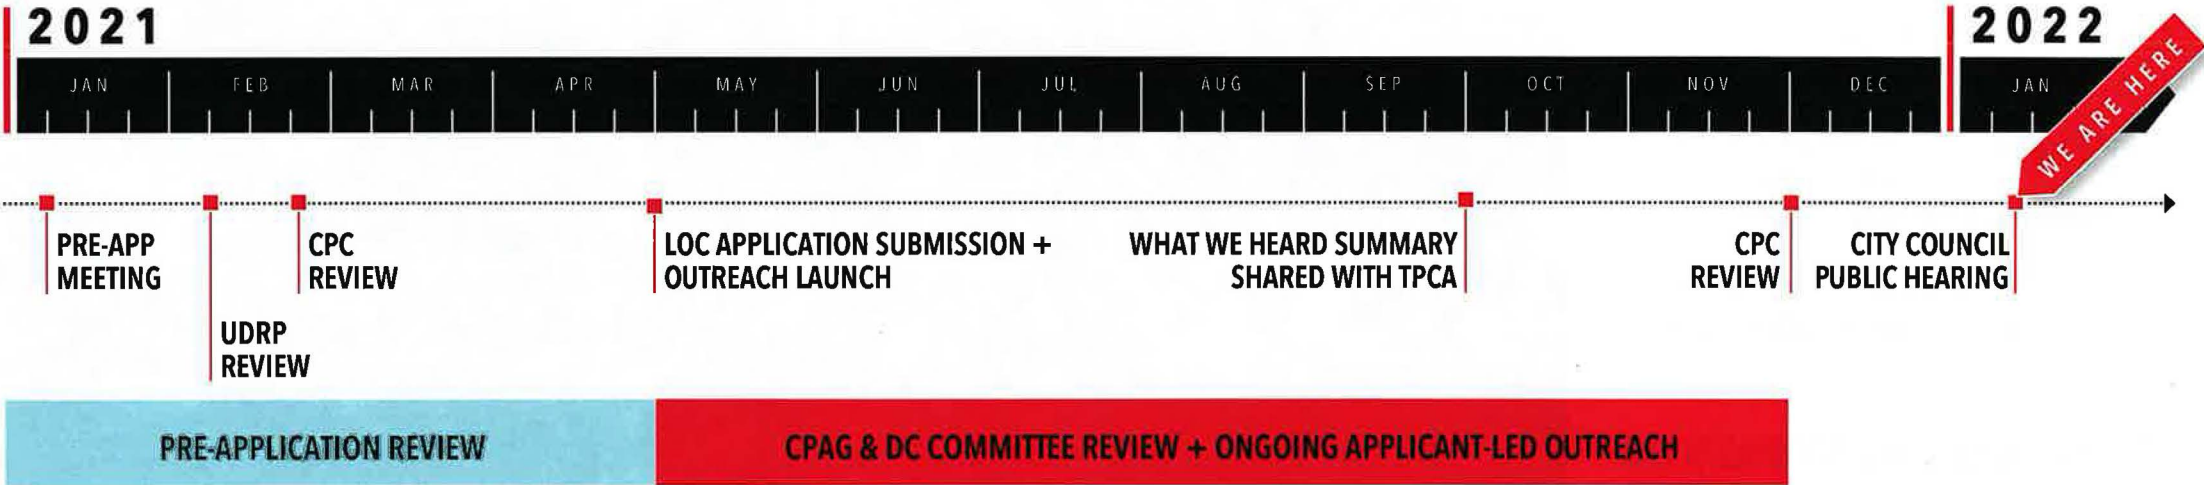 2021
2022
JAN
FEB
MAR
APR
MAY
JUN
JUL
AUG
SEP
OCT
NOV
DEC
JAN
WE ARE HERE
PRE-APP
MEETING
UDRP
REVIEW
CPC
REVIEW
LOC APPLICATION SUBMISSION +
OUTREACH LAUNCH
WHAT WE HEARD SUMMARY
SHARED WITH TPCA
CPC
REVIEW
CITY COUNCIL
PUBLIC HEARING
PRE-APPLICATION REVIEW
CPAG & DC COMMITTEE REVIEW + ONGOING APPLICANT-LED OUTREACH